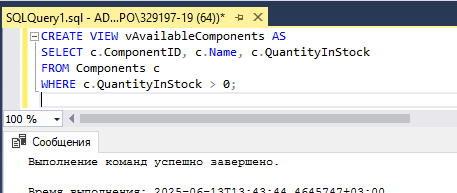 SQLQuery1.sql - AD...PO\329197-19 (64))*
CREATE VIEW vAvailableComponents AS
SELECT c.ComponentID, c.Name, c.QuantityInStock
FROM Components c
WHERE c.QuantityInStock > 0;
100 %
Сообщения
Выполнение команд успешно завершено.
Время выполнения: 2025-06-13T13:43:44.4645747+03:00